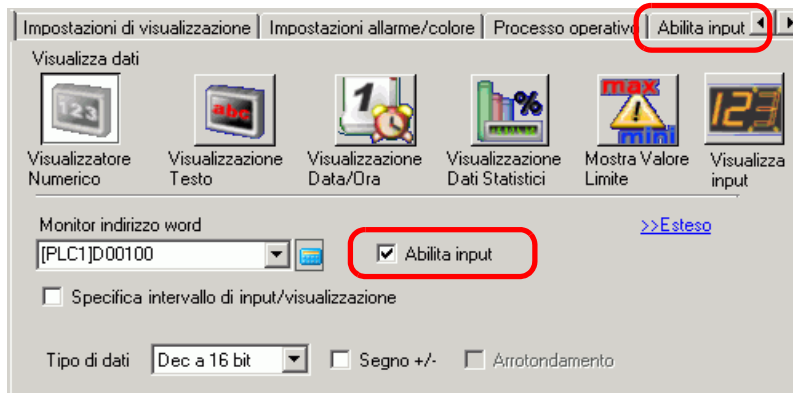 Impostazioni di visualizzazione Impostazioni allarme/colore Processo operativo Abilita input
Visualizza dati
123 abc 1 % max mini 123
Visualizzatore Numerico
Visualizzazione Testo
Visualizzazione Data/Ora
Visualizzazione Dati Statistici
Mostra Valore Limite
Visualizza input
Monitor indirizzo word >>Esteso
[PLC1]D00100 Abilita input
Specifica intervallo di input/visualizzazione
Tipo di dati Dec a 16 bit Segno +/- Arrotondamento